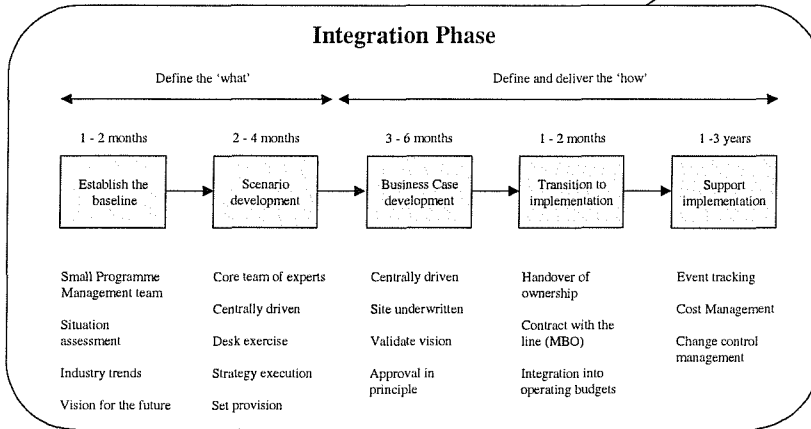 Integration Phase
Define the 'what'
Define and deliver the 'how'
1 - 2 months
2 - 4 months
3 - 6 months
1 - 2 months
1 -3 years
Establish the
baseline
Scenario
development
Business Case
development
Transition to
implementation
Support
implementation
Small Programme
Management team
Situation
assessment
Industry trends
Vision for the future
Core team of experts
Centrally driven
Desk exercise
Strategy execution
Set provision
Centrally driven
Site underwritten
Validate vision
Approval in
principle
Handover of
ownership
Contract with the
line (MBO)
Integration into
operating budgets
Event tracking
Cost Management
Change control
management